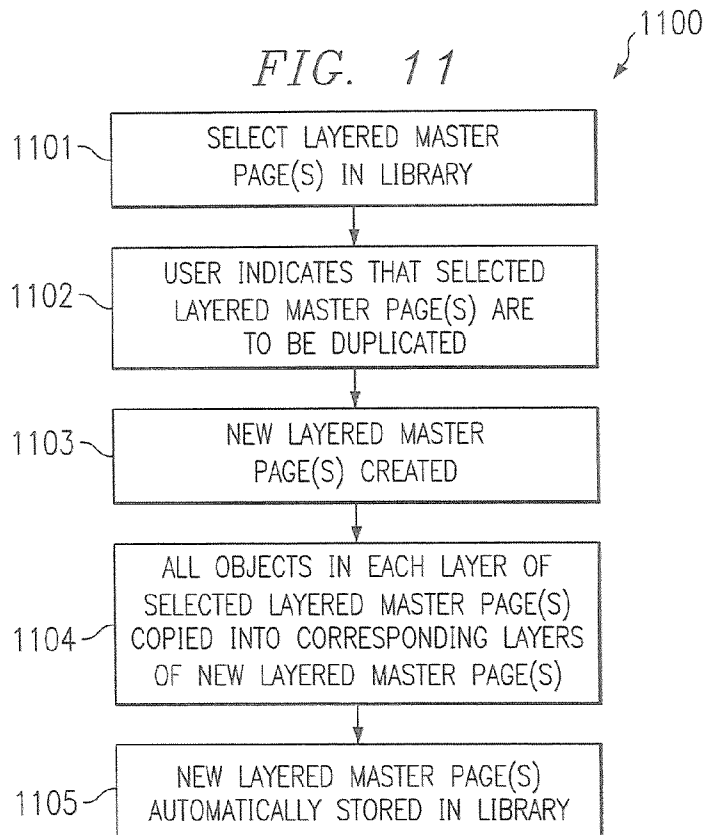 1100
FIG. 11
1101
SELECT LAYERED MASTER
PAGE(S) IN LIBRARY
1102
USER INDICATES THAT SELECTED
LAYERED MASTER PAGE(S) ARE
TO BE DUPLICATED
1103
NEW LAYERED MASTER
PAGE(S) CREATED
1104
ALL OBJECTS IN EACH LAYER OF
SELECTED LAYERED MASTER PAGE(S)
COPIED INTO CORRESPONDING LAYERS
OF NEW LAYERED MASTER PAGE(S)
1105
NEW LAYERED MASTER PAGE(S)
AUTOMATICALLY STORED IN LIBRARY